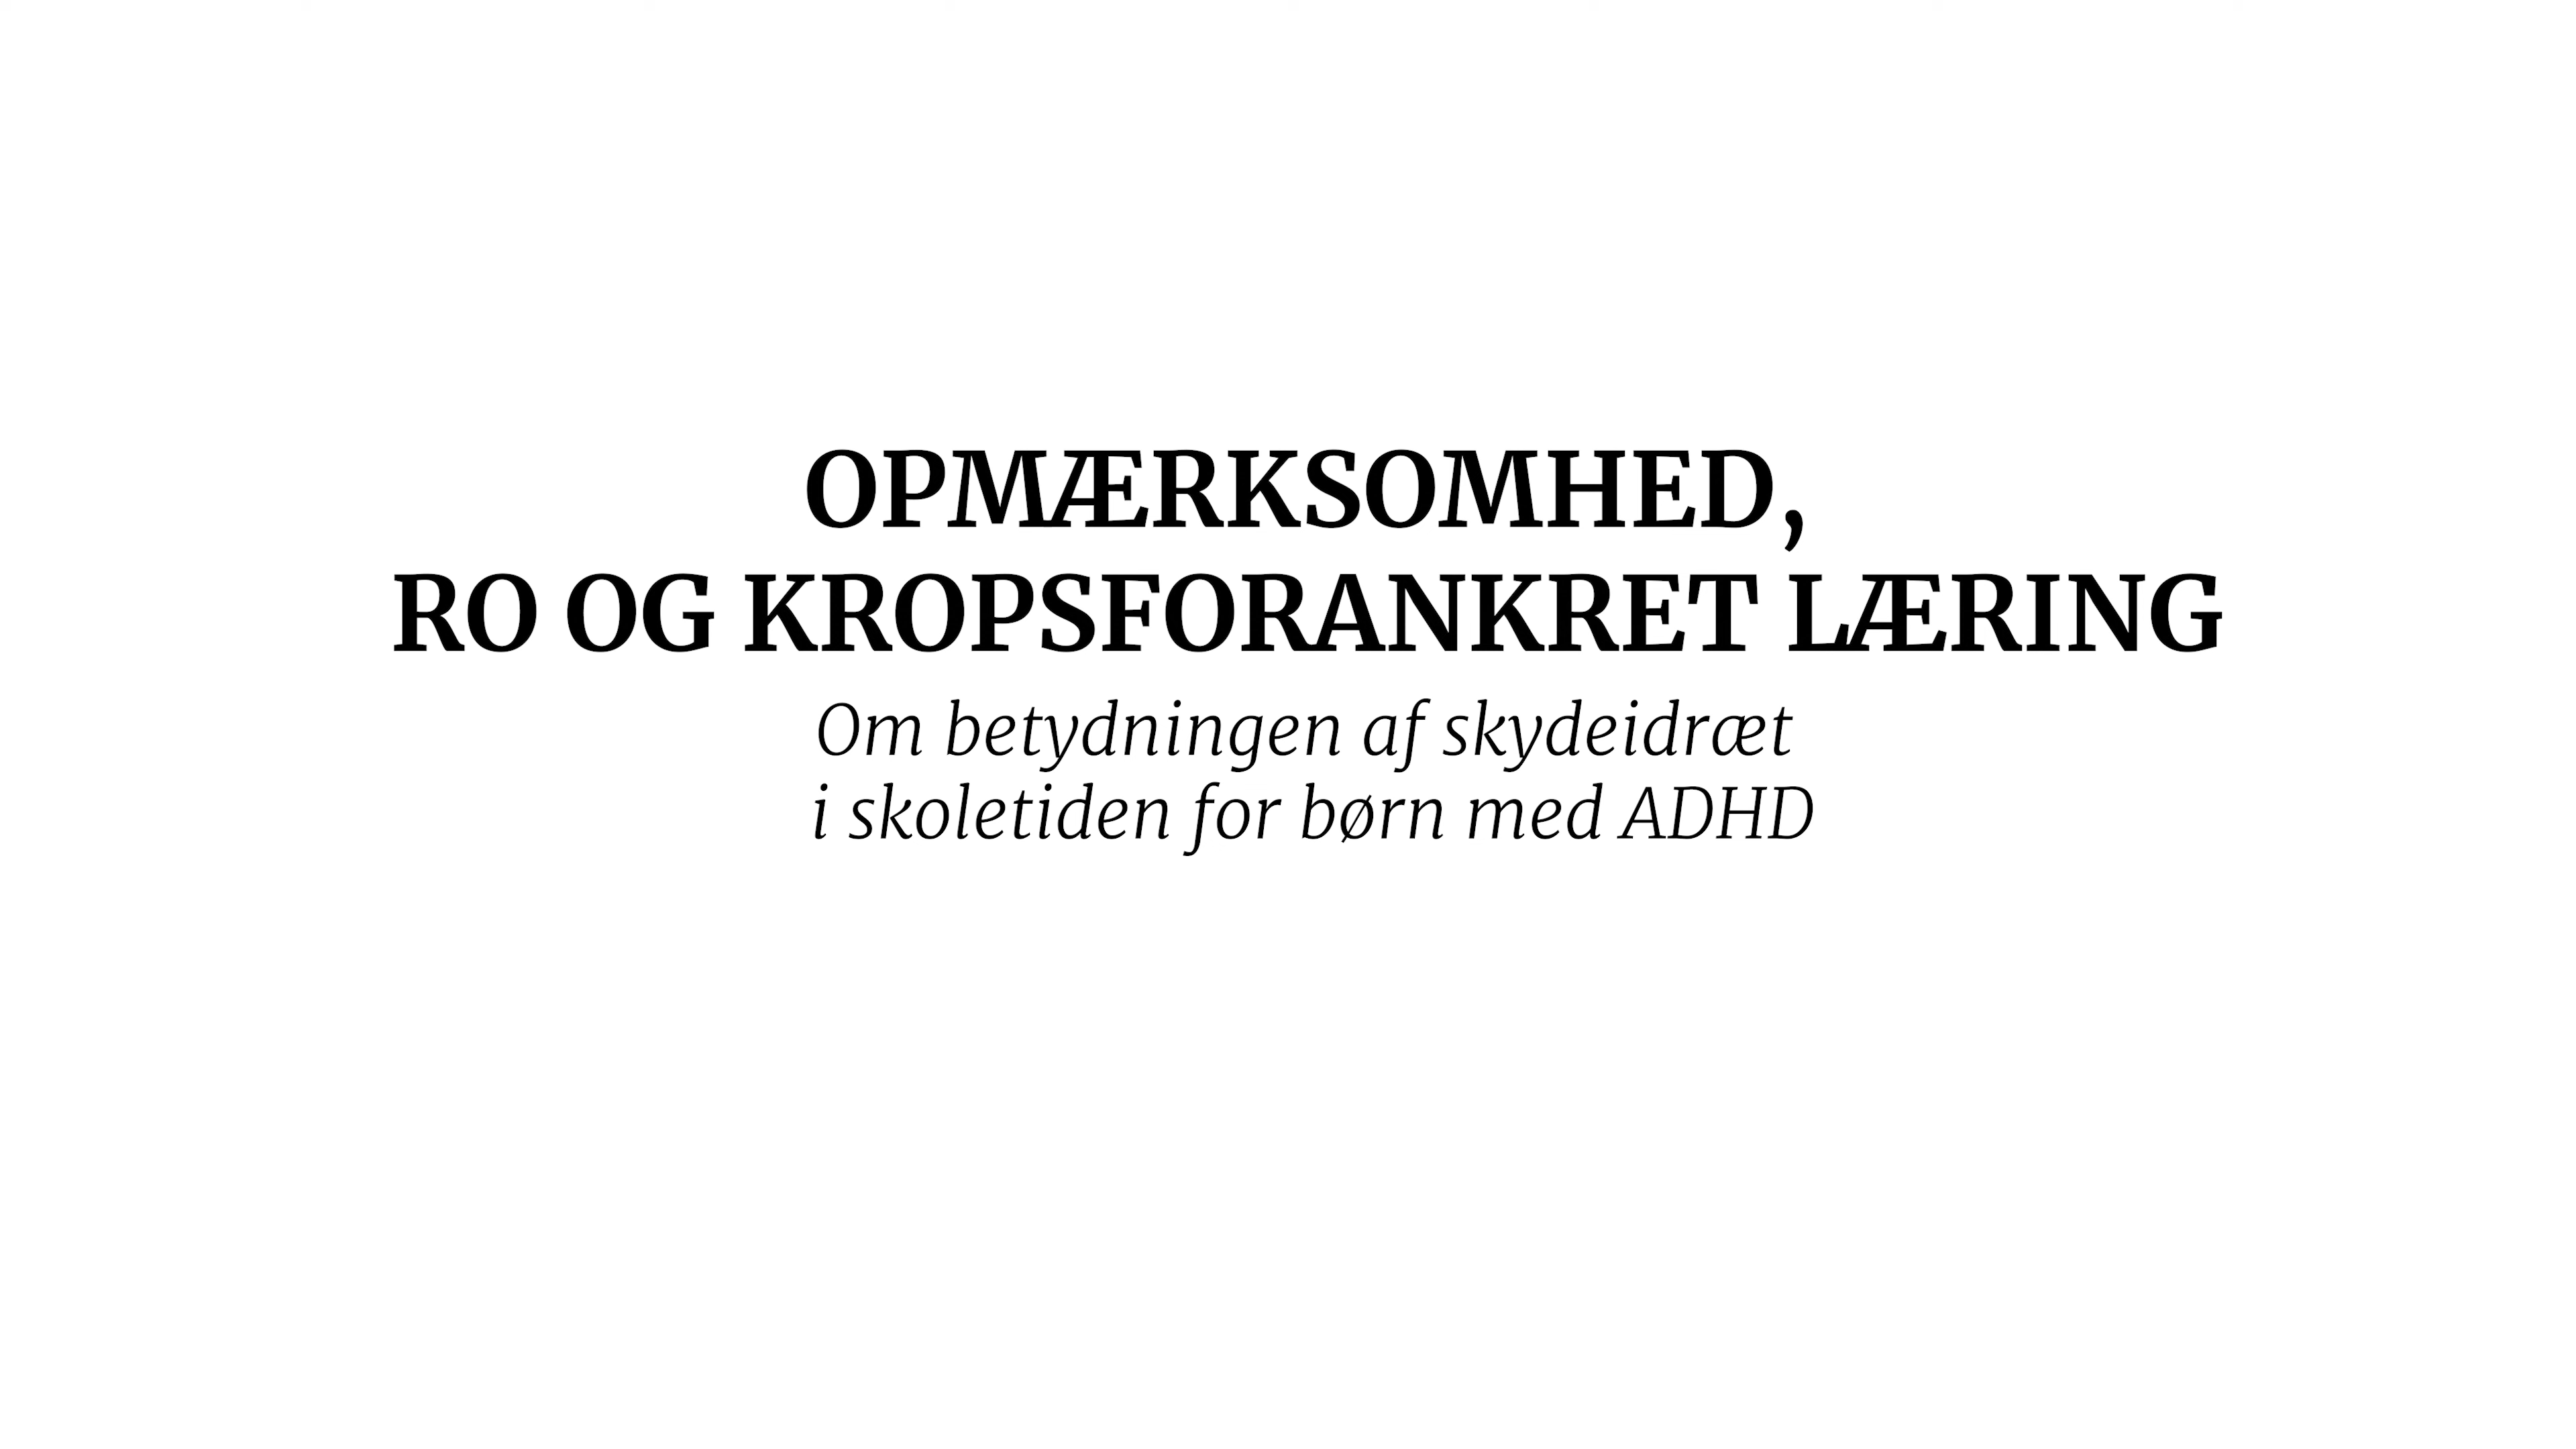 OPMÆRKSOMHED,
RO OG KROPSFORANKRET LÆRING
Om betydningen af skydeidræt
i skoletiden for børn med ADHD